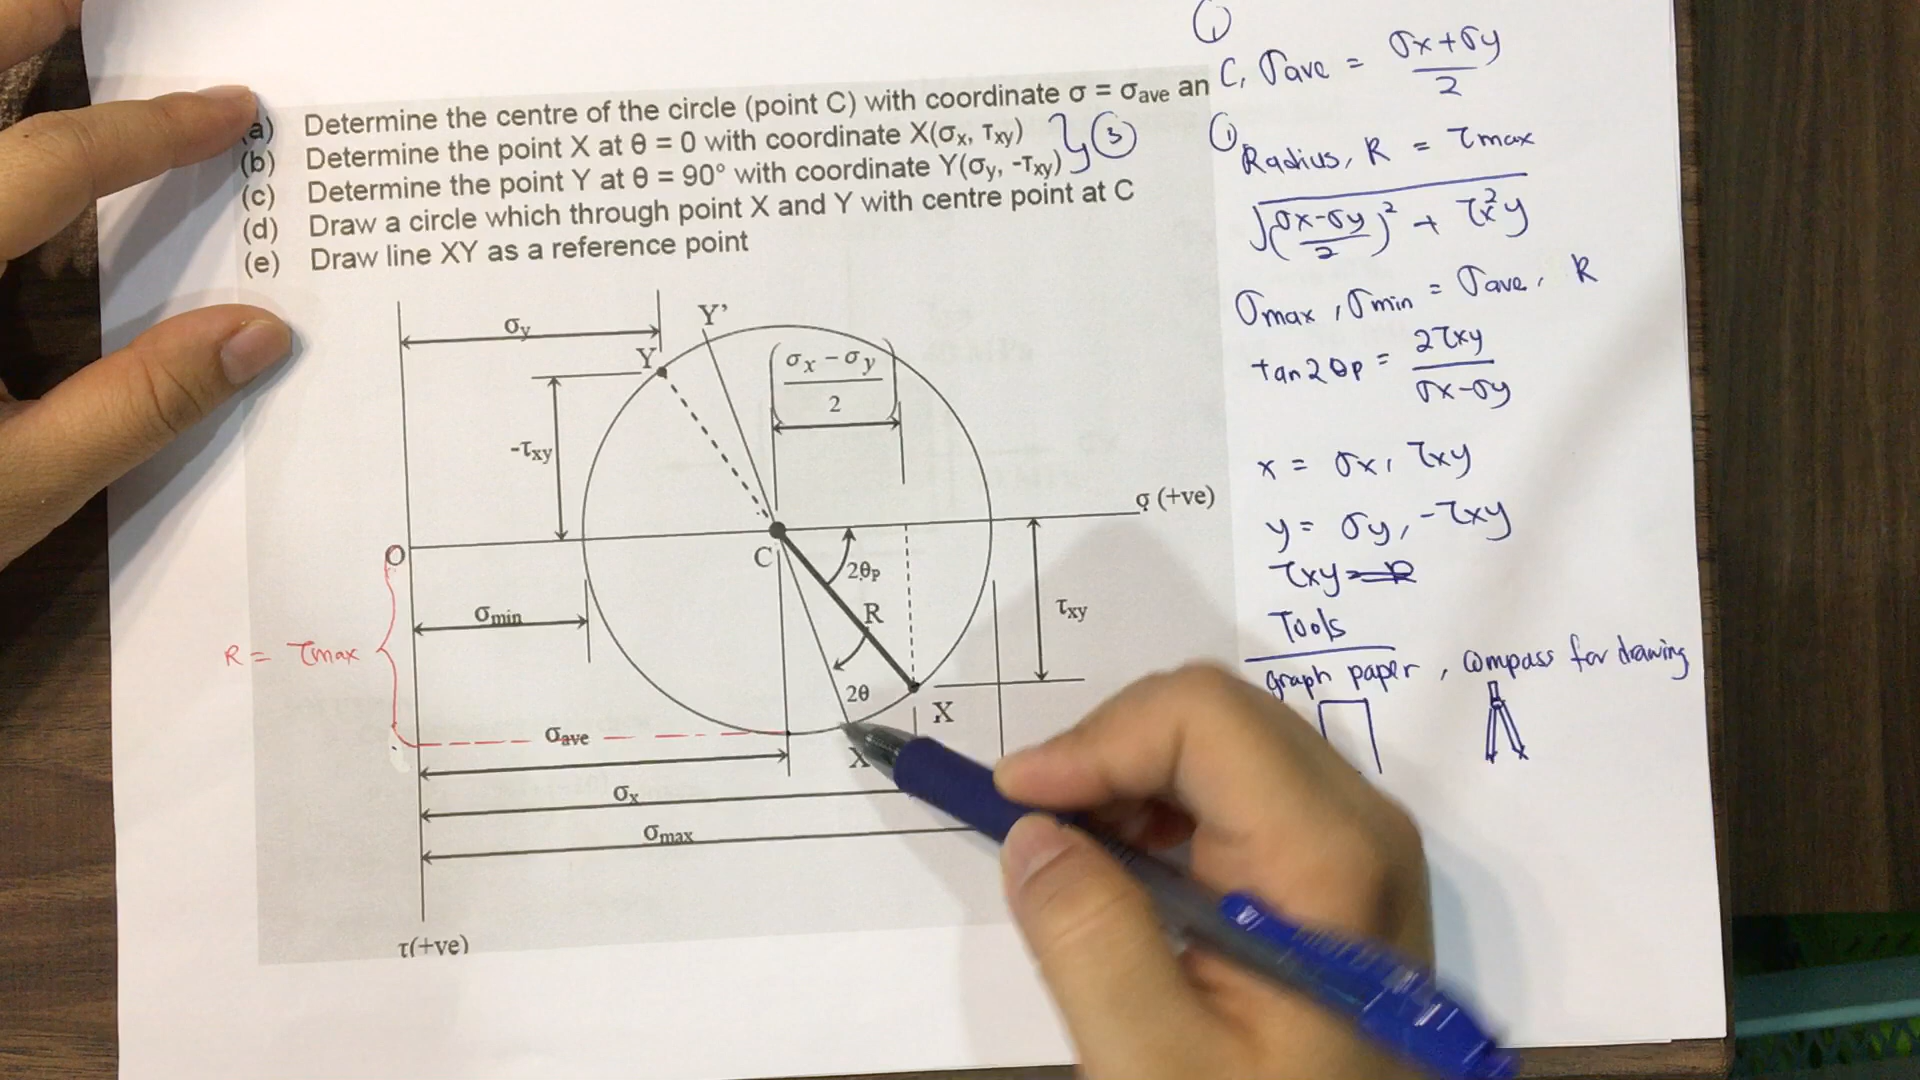 (a) Determine the centre of the circle (point C) with coordinate σ = σave an
(b) Determine the point X at θ = 0 with coordinate X(σx, τxy)
(c) Determine the point Y at θ = 90° with coordinate Y(σy, -τxy)
(d) Draw a circle which through point X and Y with centre point at C
(e) Draw line XY as a reference point
3
σy
Y
Y'
(σx − σy / 2)
-τxy
σ (+ve)
O
C
2θp
R
τxy
σmin
R = τmax
2θ
X
X
σave
σx
σmax
τ(+ve)
1
C, σave = σx+σy / 2
1
Radius, R = τmax
√(σx-σy / 2)² + τx²y
σmax, σmin = σave, R
tan2θp = 2τxy / σx-σy
x = σx, τxy
y = σy, -τxy
τxy = R
Tools
graph paper, compass for drawing